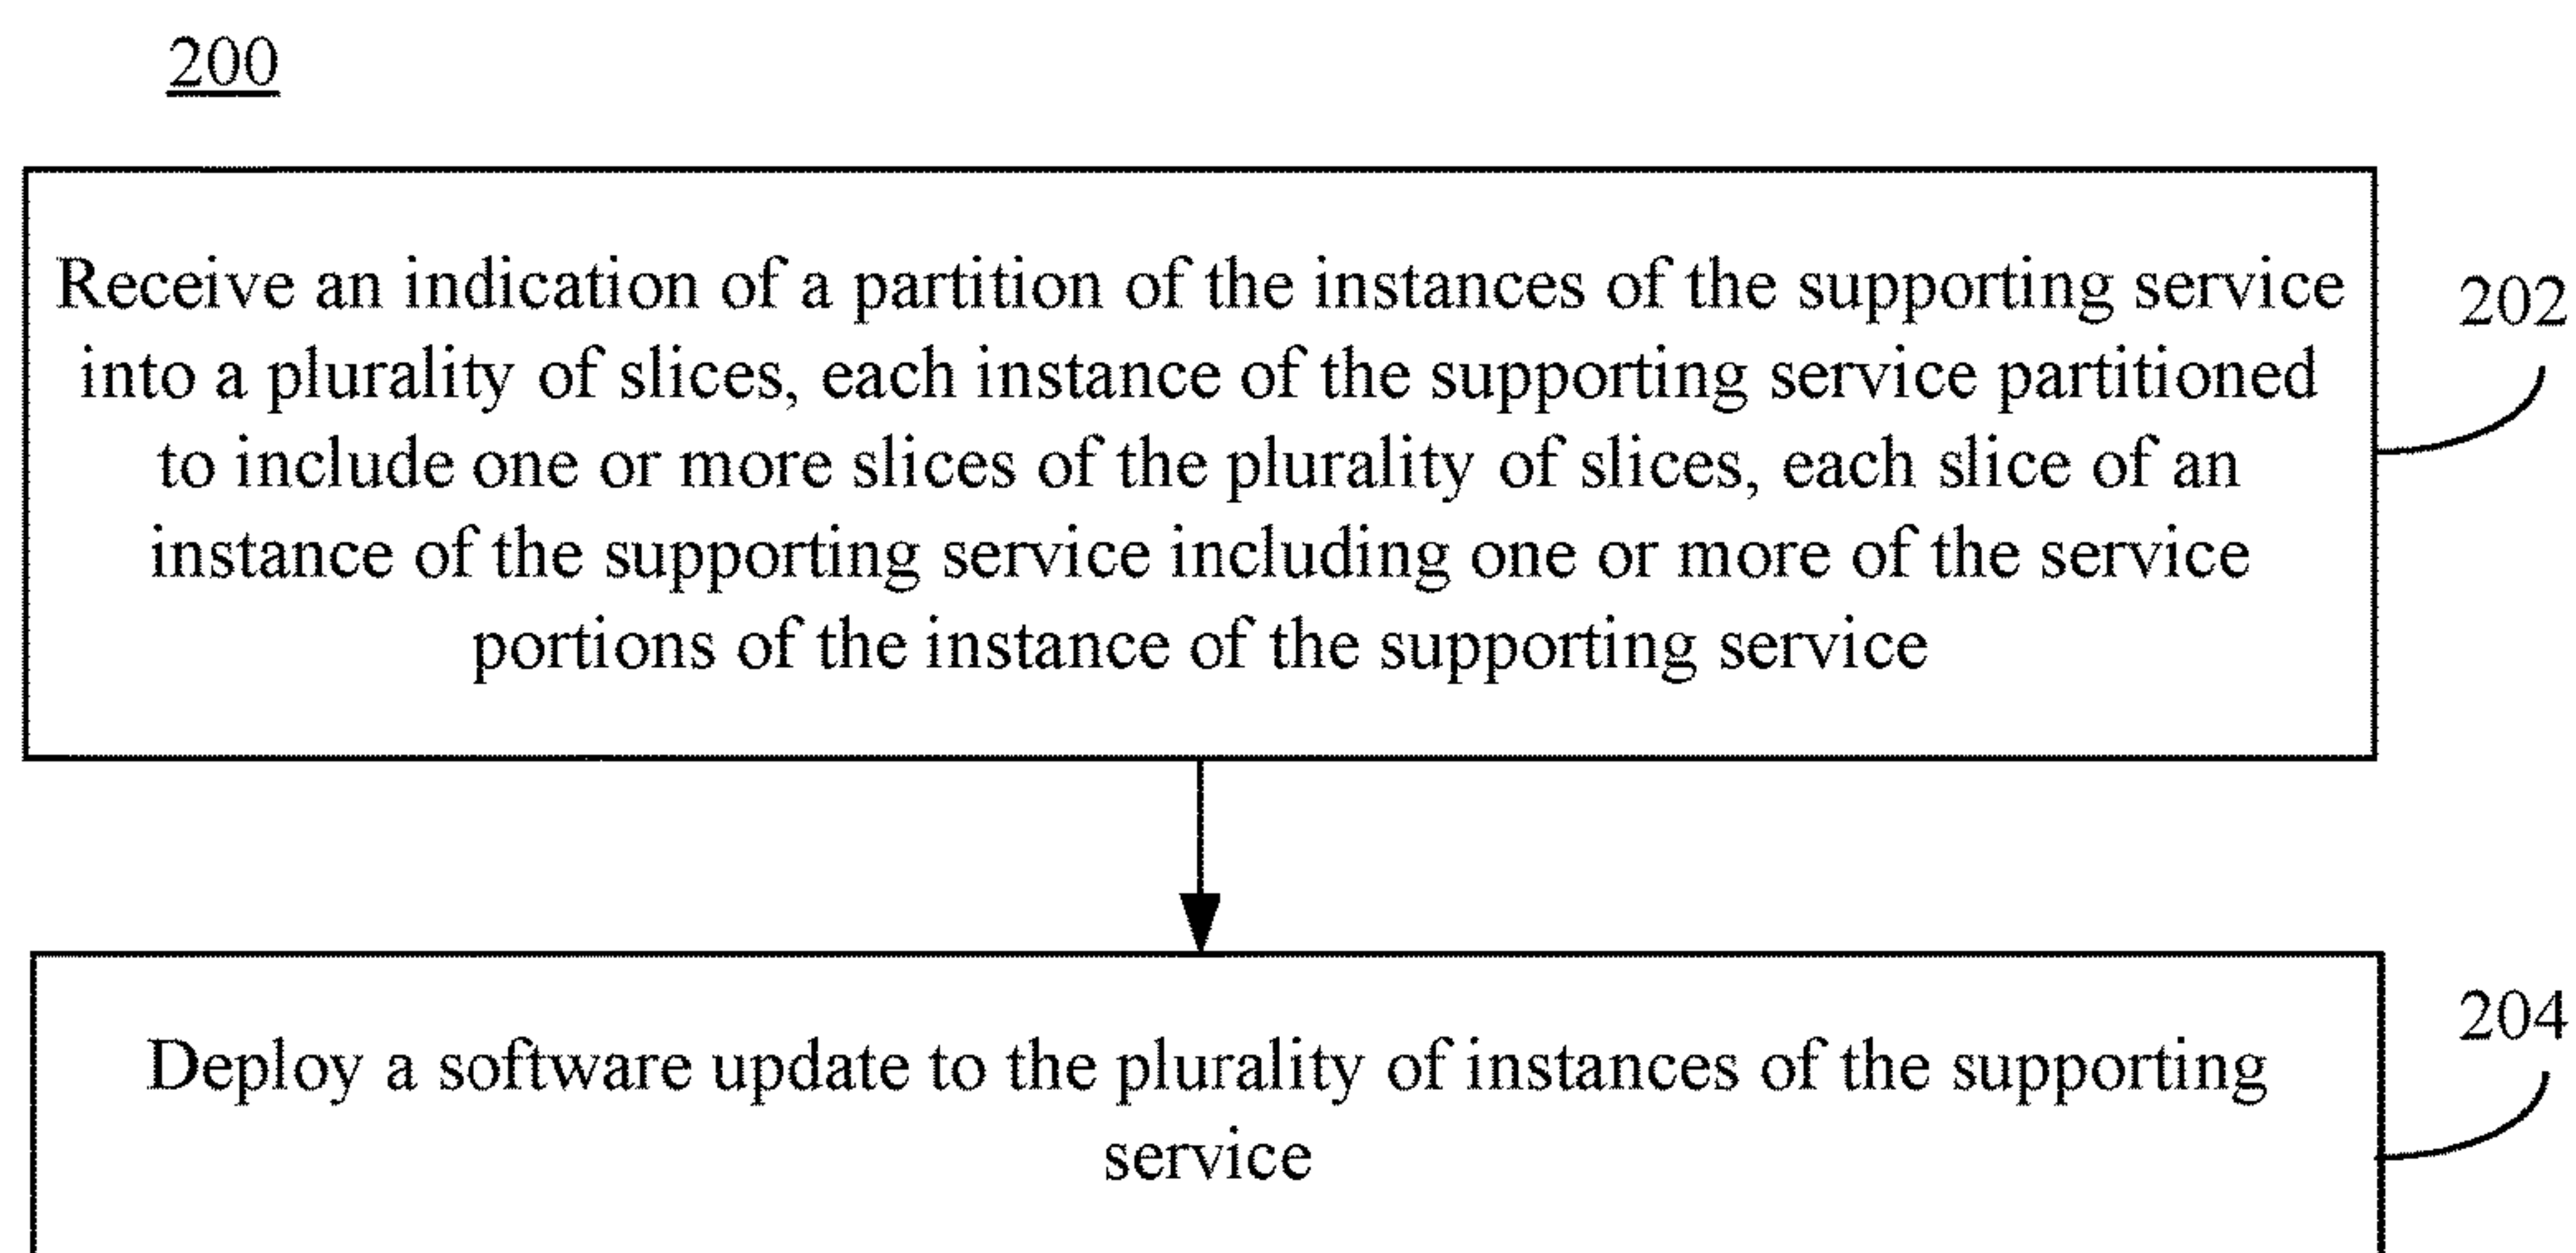 200
Receive an indication of a partition of the instances of the supporting service
202
into a plurality of slices, each instance of the supporting service partitioned
to include one or more slices of the plurality of slices, each slice of an
instance of the supporting service including one or more of the service
portions of the instance of the supporting service
204
Deploy a software update to the plurality of instances of the supporting
service